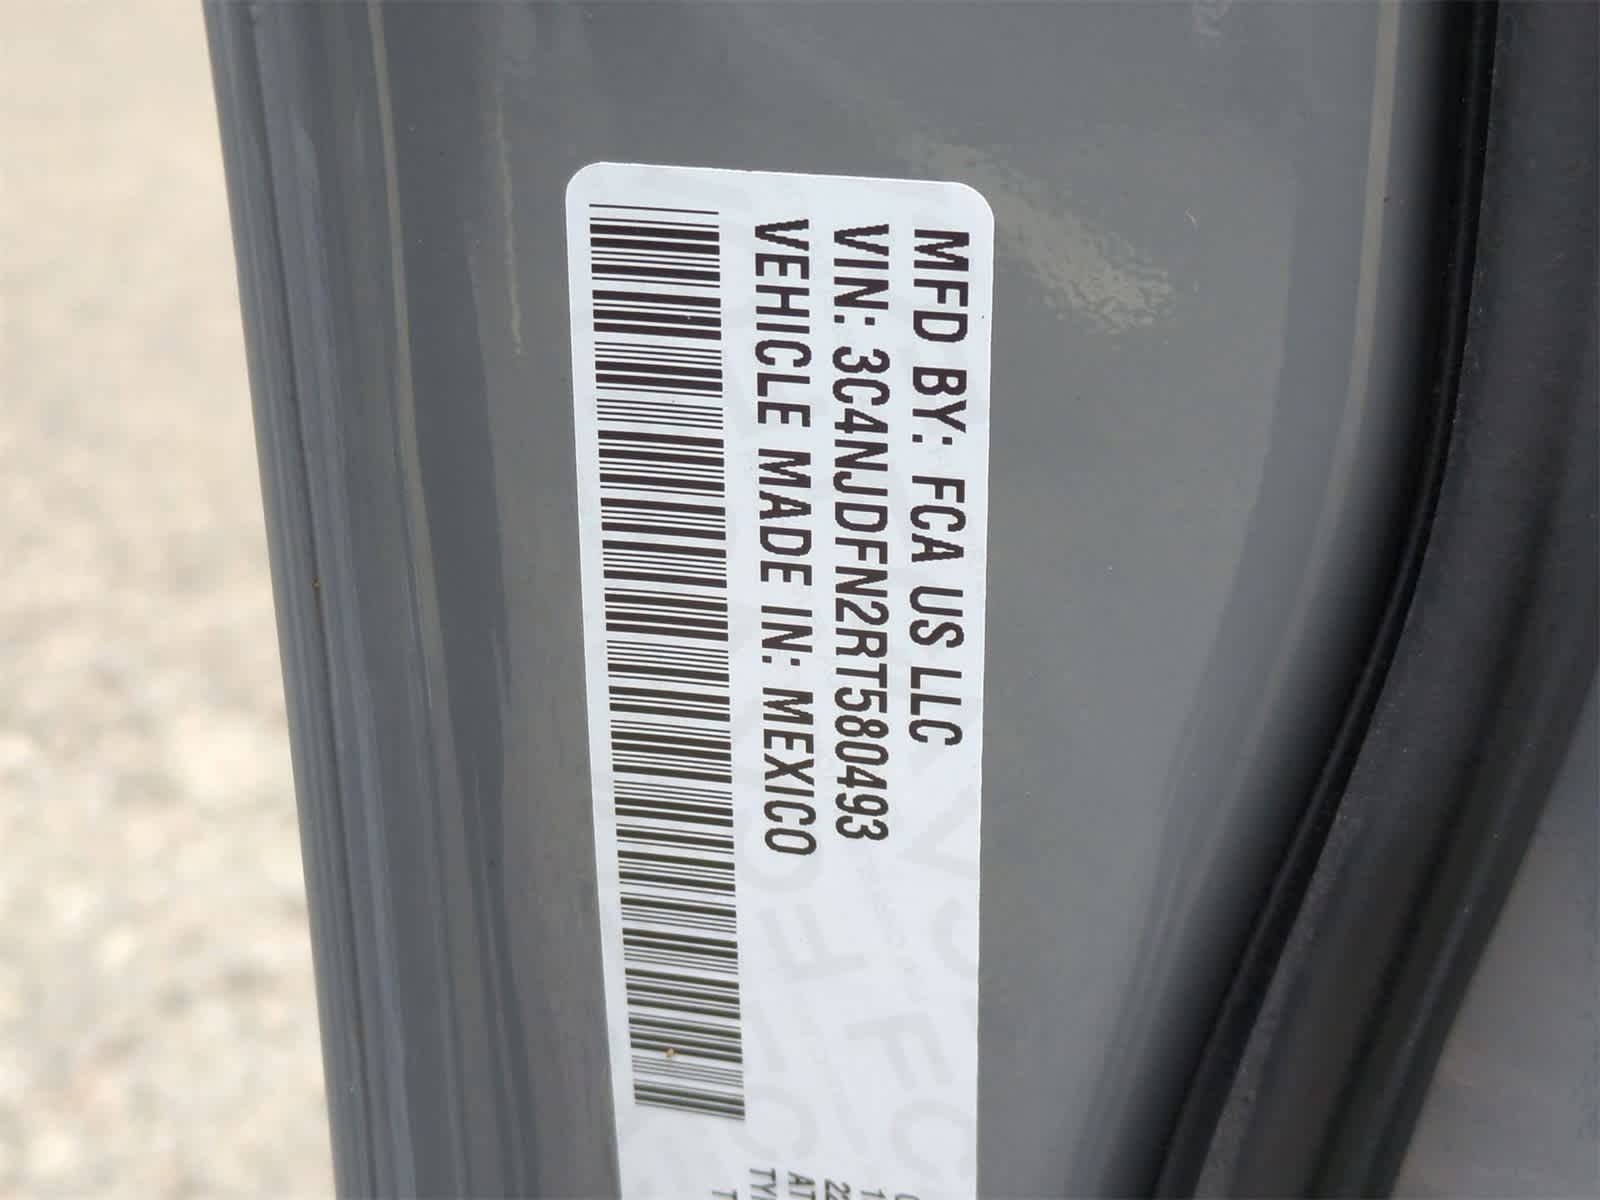 MFD BY: FCA US LLC
VIN: 3C4NJDFN2RT580493
VEHICLE MADE IN: MEXICO